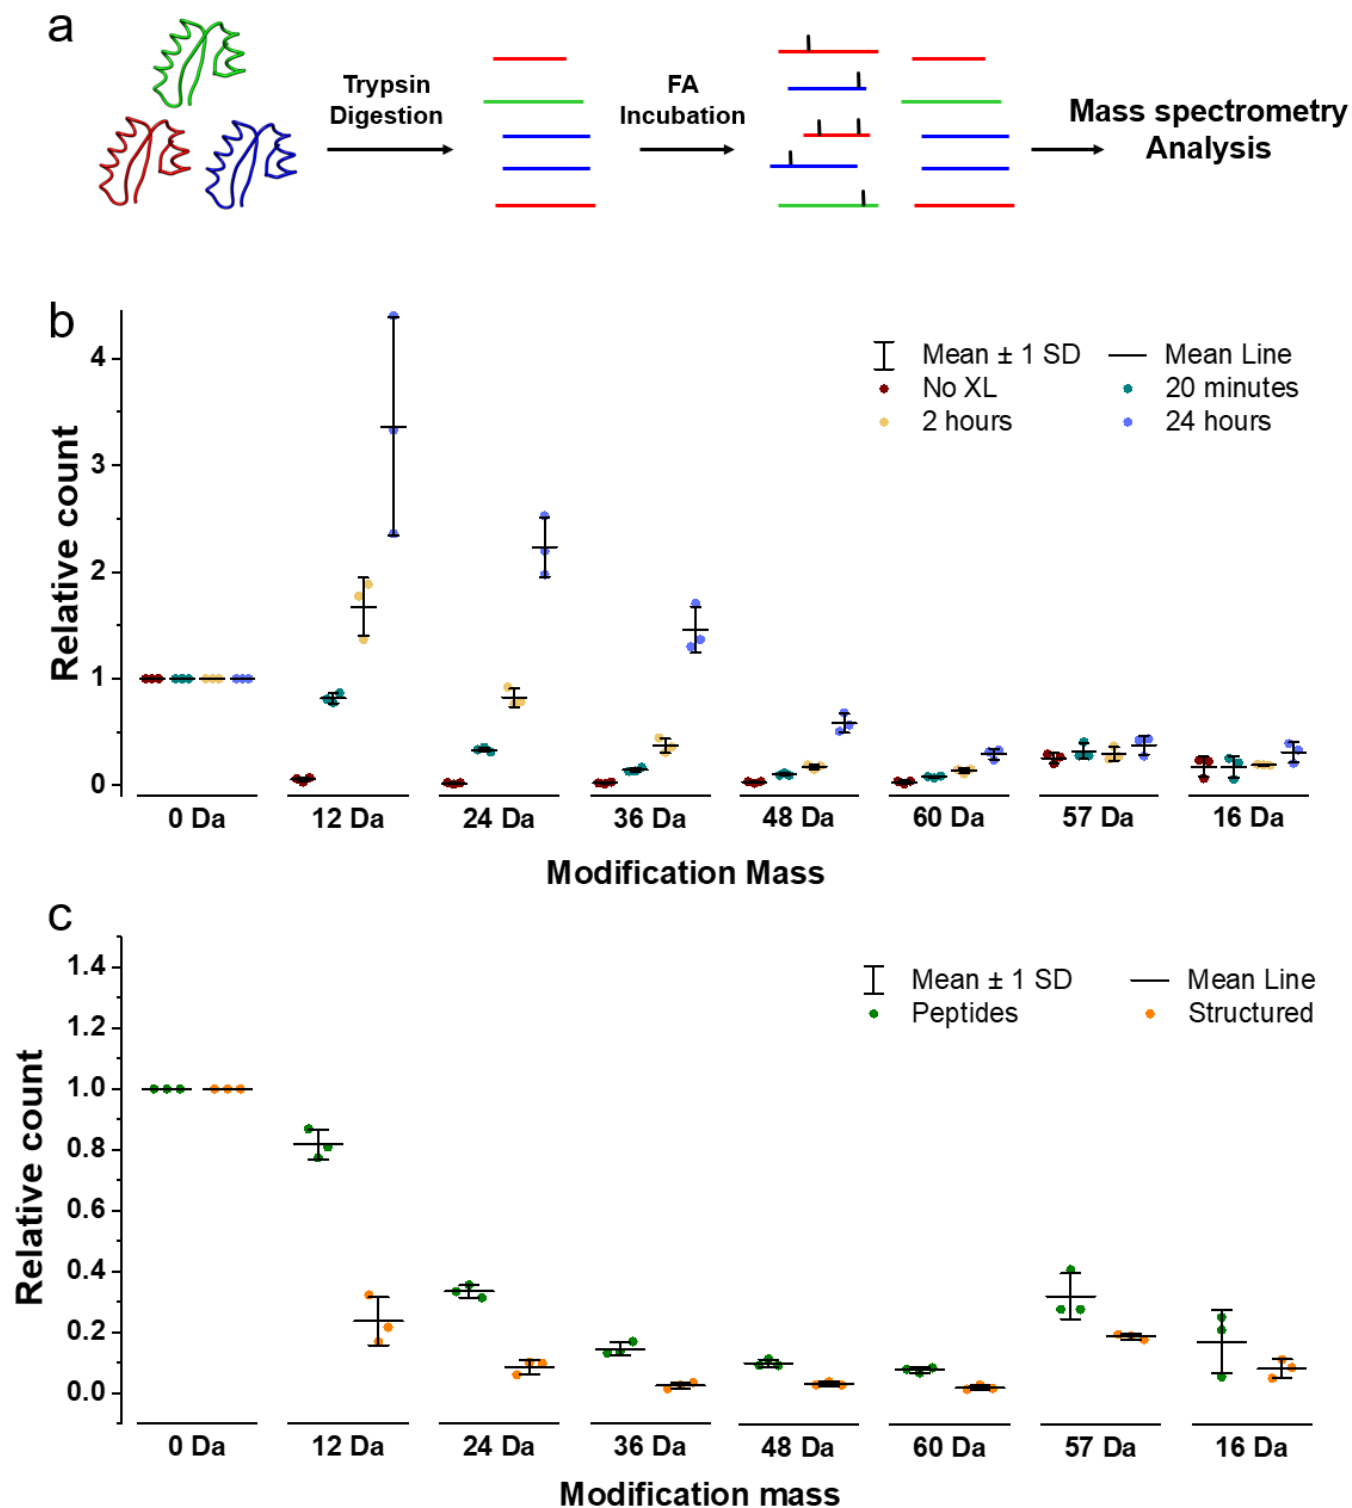 a
Trypsin
Digestion
FA
Incubation
Mass spectrometry
Analysis
b
Relative count
4
3
2
1
0
Mean ± 1 SD
Mean Line
No XL
20 minutes
2 hours
24 hours
0 Da
12 Da
24 Da
36 Da
48 Da
60 Da
57 Da
16 Da
Modification Mass
c
Relative count
1.4
1.2
1.0
0.8
0.6
0.4
0.2
0.0
Mean ± 1 SD
Mean Line
Peptides
Structured
0 Da
12 Da
24 Da
36 Da
48 Da
60 Da
57 Da
16 Da
Modification mass